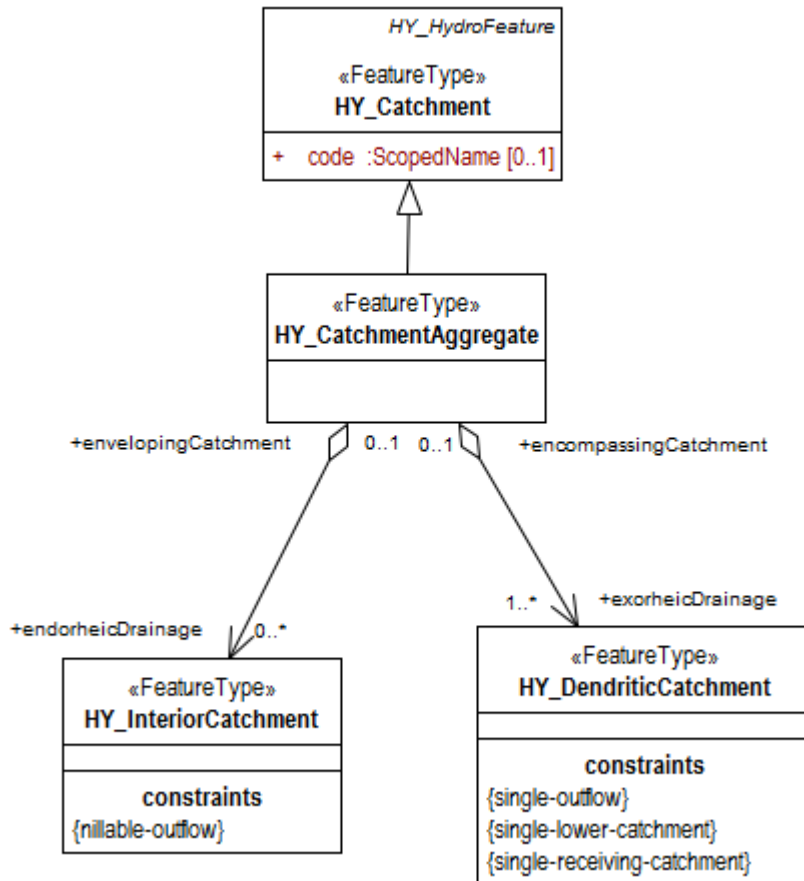 HY_HydroFeature
«FeatureType»
HY_Catchment
+ code :ScopedName [0..1]
«FeatureType»
HY_CatchmentAggregate
+envelopingCatchment 0..1 0..1 +encompassingCatchment
+endorheicDrainage 0..* 1..* +exorheicDrainage
«FeatureType»
HY_InteriorCatchment
constraints
{nillable-outflow}
«FeatureType»
HY_DendriticCatchment
constraints
{single-outflow}
{single-lower-catchment}
{single-receiving-catchment}